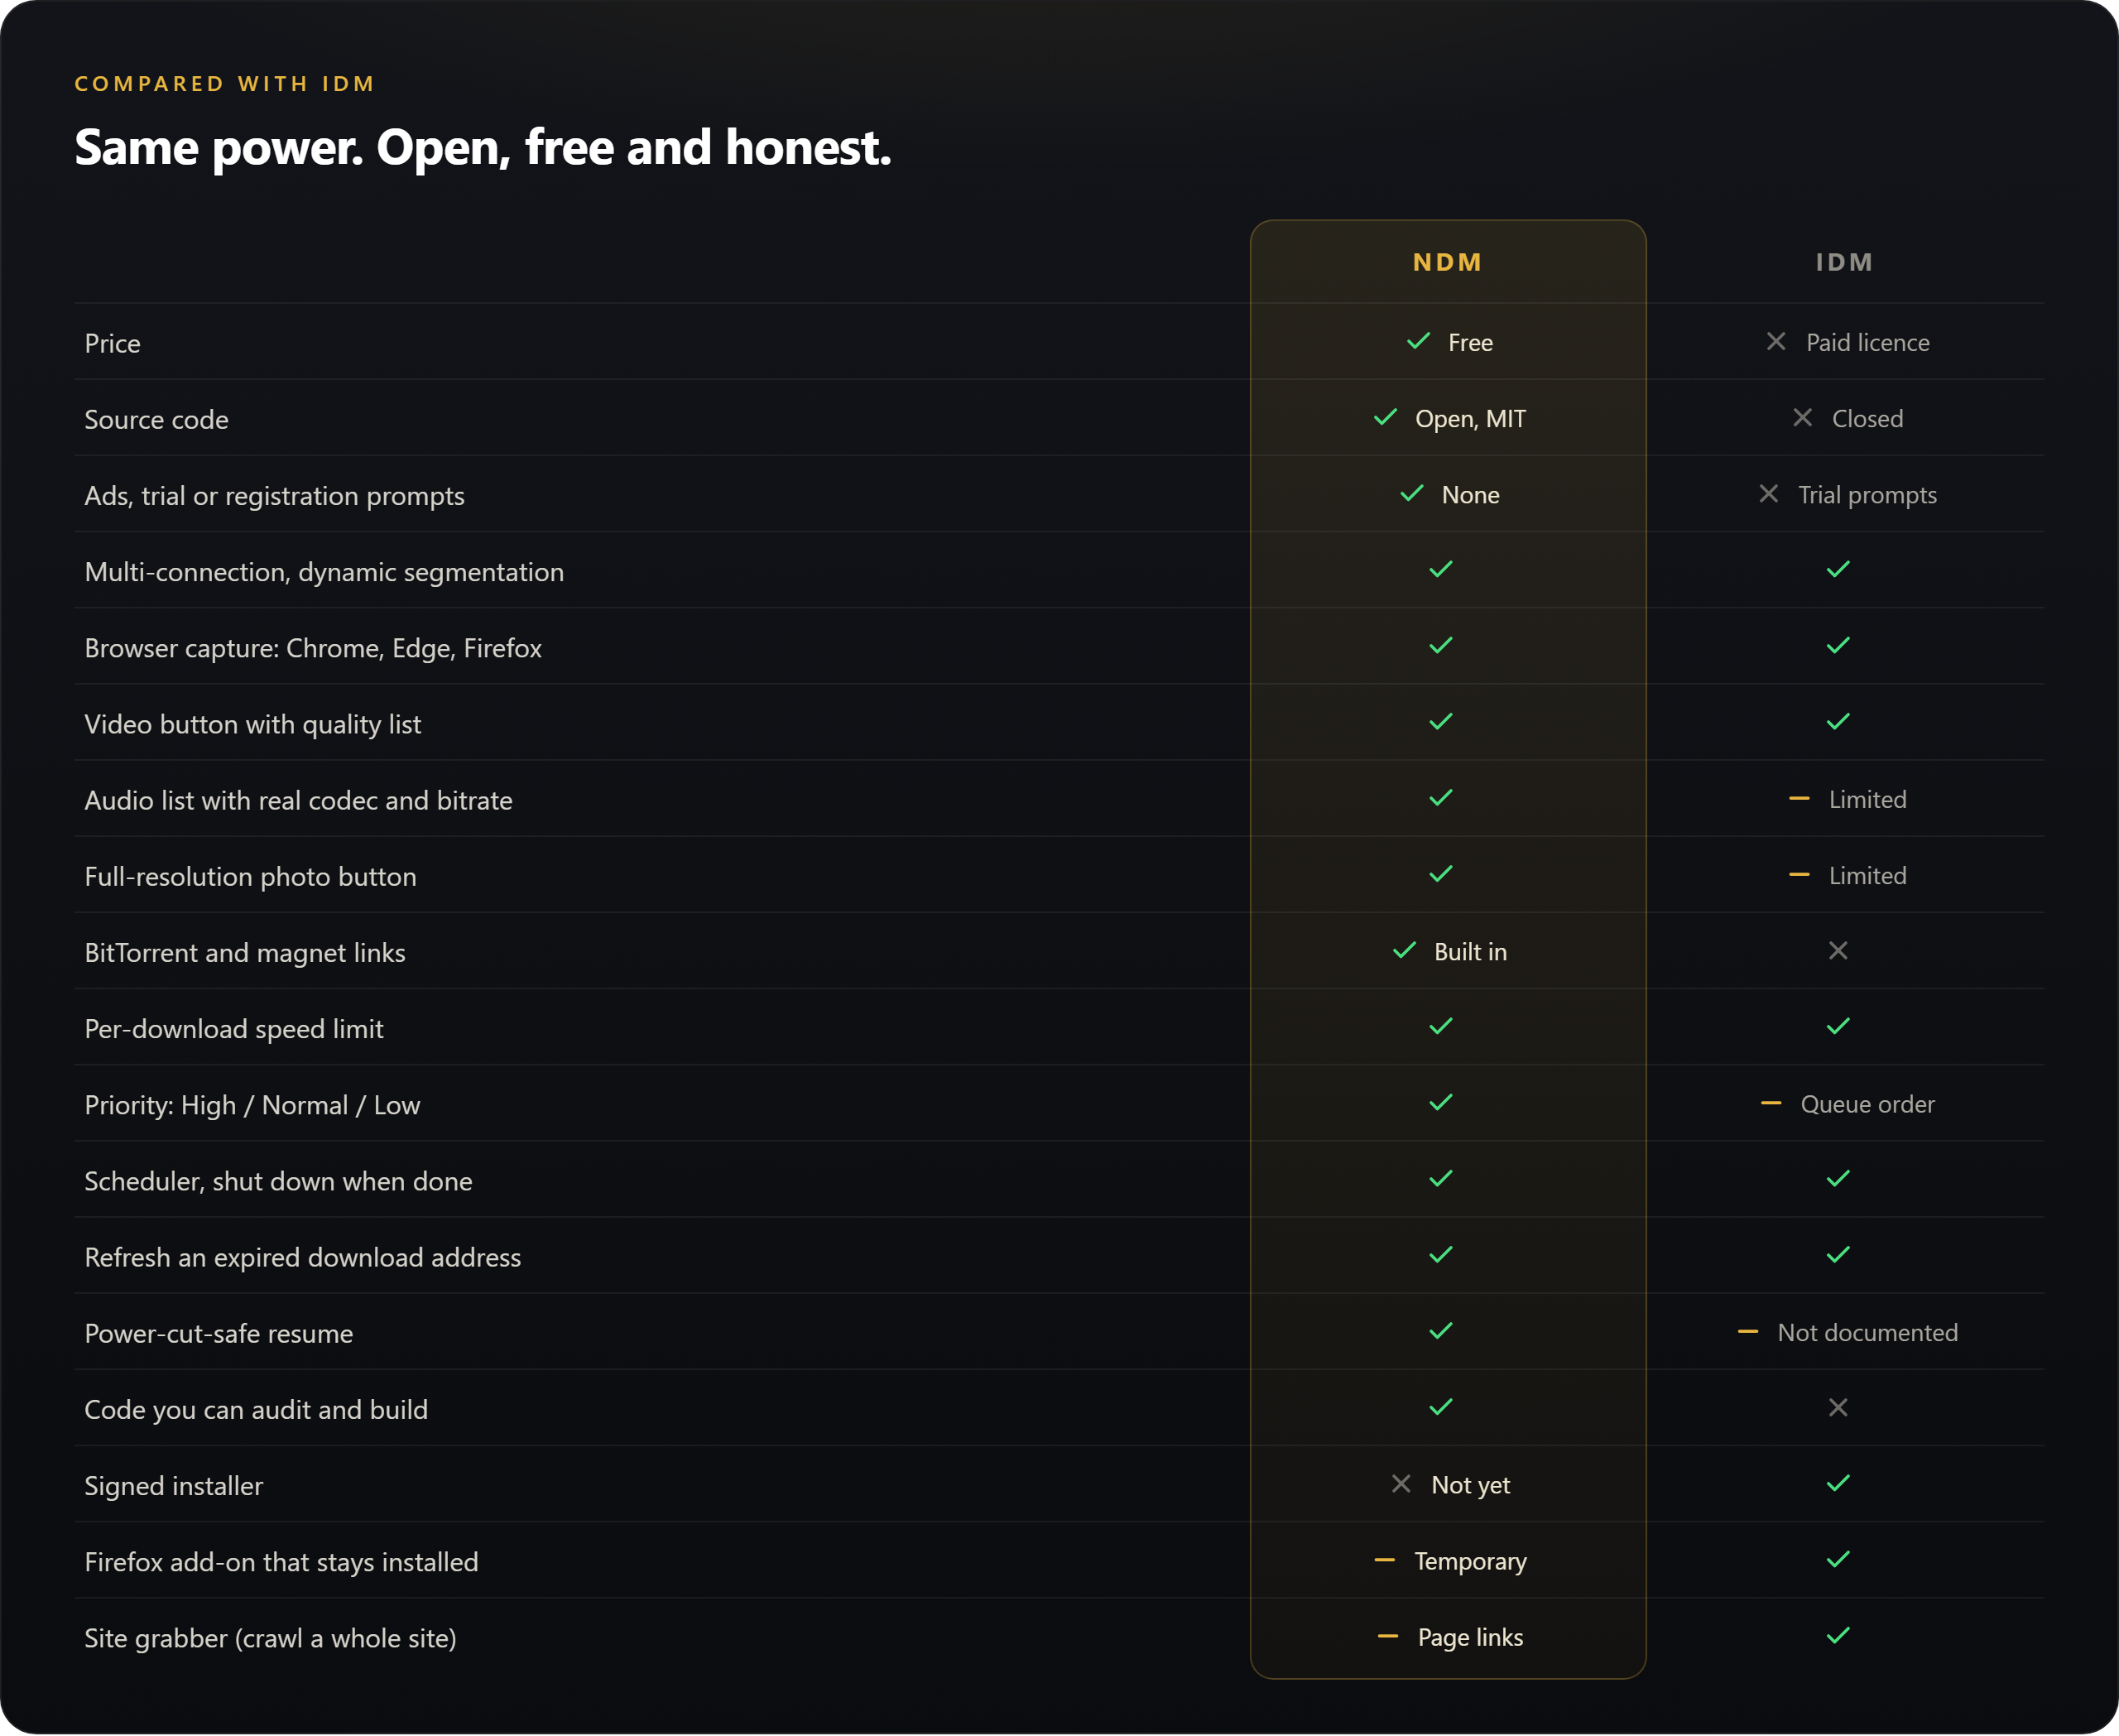 COMPARED WITH IDM
Same power. Open, free and honest.
NDM IDM
Price Free Paid licence
Source code Open, MIT Closed
Ads, trial or registration prompts None Trial prompts
Multi-connection, dynamic segmentation
Browser capture: Chrome, Edge, Firefox
Video button with quality list
Audio list with real codec and bitrate Limited
Full-resolution photo button Limited
BitTorrent and magnet links Built in
Per-download speed limit
Priority: High / Normal / Low Queue order
Scheduler, shut down when done
Refresh an expired download address
Power-cut-safe resume Not documented
Code you can audit and build
Signed installer Not yet
Firefox add-on that stays installed Temporary
Site grabber (crawl a whole site) Page links